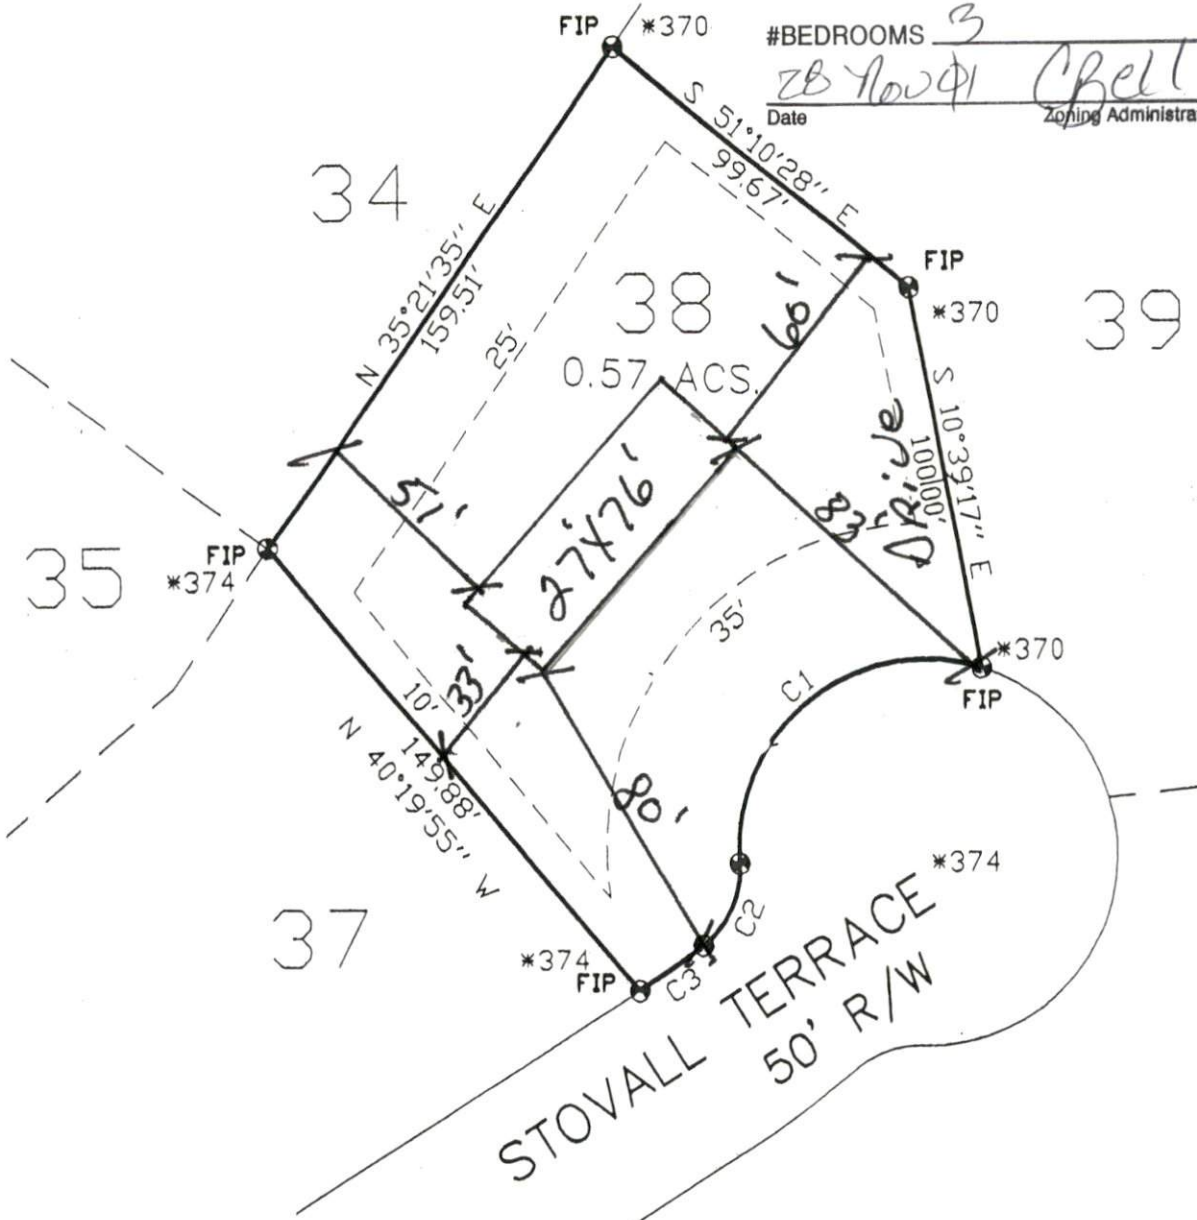 FIP *370
#BEDROOMS 3
28 Nov 01 CBell
Date Zoning Administra
S 51°10'28" E
99.67'
34
N 35°21'35" E
159.51'
25'
38
0.57 ACS.
60'
FIP
*370
39
S 10°39'17" E
100.00'
DRIVE
51'
27'X76'
83'
35
FIP
*374
35'
*370
FIP
C1
10'
33'
N 40°19'55" W
149.88'
80'
*374
C2
37
*374
FIP
C3
STOVALL TERRACE
50' R/W